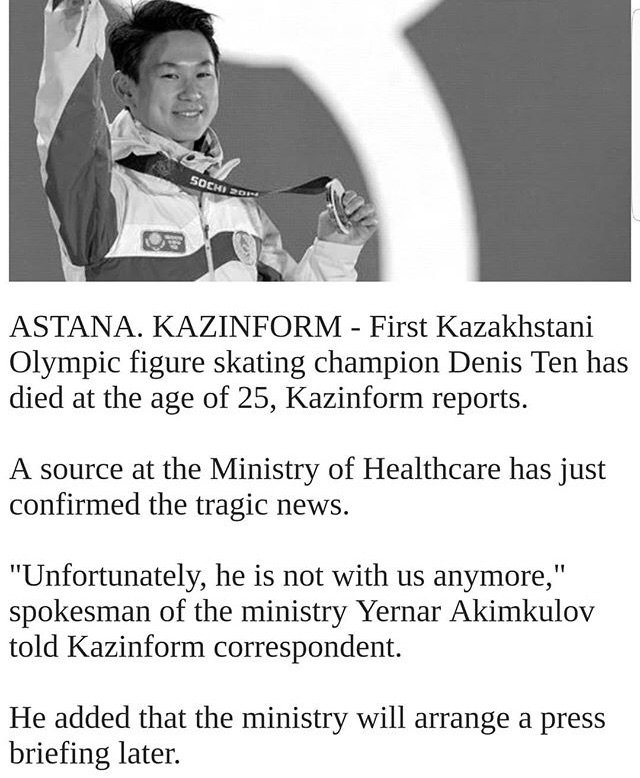 SOCHI 2014
ASTANA. KAZINFORM - First Kazakhstani
Olympic figure skating champion Denis Ten has
died at the age of 25, Kazinform reports.
A source at the Ministry of Healthcare has just
confirmed the tragic news.
"Unfortunately, he is not with us anymore,"
spokesman of the ministry Yernar Akimkulov
told Kazinform correspondent.
He added that the ministry will arrange a press
briefing later.